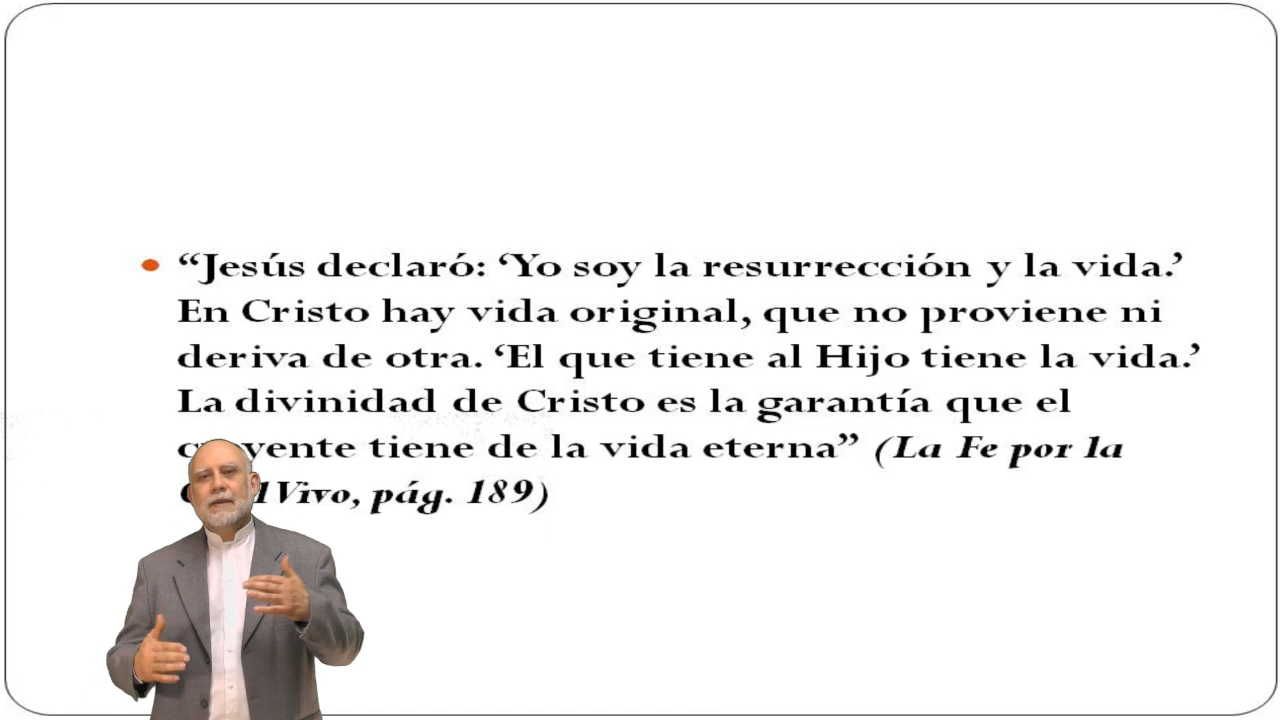 “Jesús declaró: ‘Yo soy la resurrección y la vida.’
En Cristo hay vida original, que no proviene ni
deriva de otra. ‘El que tiene al Hijo tiene la vida.’
La divinidad de Cristo es la garantía que el
tiene de la vida eterna” (La Fe por la
Vivo, pág. 189)